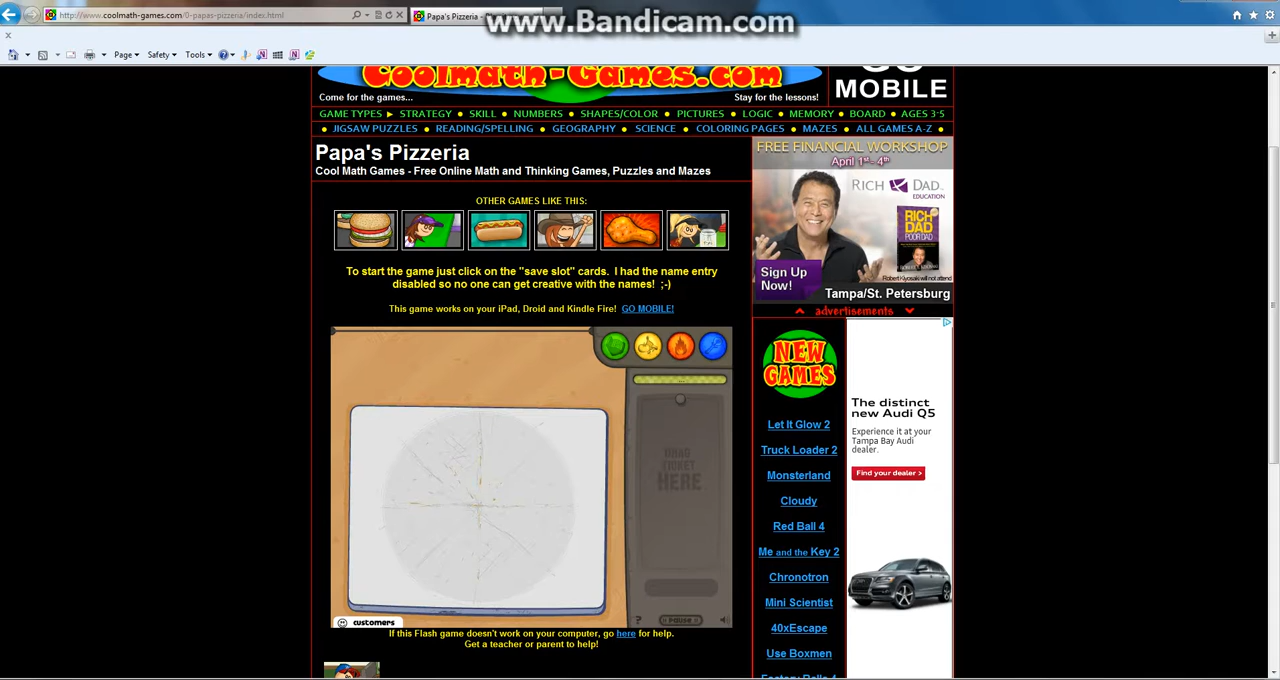 http://www.coolmath-games.com/0-papas-pizzeria/index.html
Papa's Pizzeria -
www.Bandicam.com
Page Safety Tools
Coolmath-Games.com
Come for the games... Stay for the lessons!
GO
MOBILE
GAME TYPES ► STRATEGY ● SKILL ● NUMBERS ● SHAPES/COLOR ● PICTURES ● LOGIC ● MEMORY ● BOARD ● AGES 3-5
● JIGSAW PUZZLES ● READING/SPELLING ● GEOGRAPHY ● SCIENCE ● COLORING PAGES ● MAZES ● ALL GAMES A-Z ●
Papa's Pizzeria
Cool Math Games - Free Online Math and Thinking Games, Puzzles and Mazes
OTHER GAMES LIKE THIS:
To start the game just click on the "save slot" cards. I had the name entry
disabled so no one can get creative with the names! ;-)
This game works on your iPad, Droid and Kindle Fire! GO MOBILE!
DRAG
TICKET
HERE
customers
? PAUSE
If this Flash game doesn't work on your computer, go here for help.
Get a teacher or parent to help!
FREE FINANCIAL WORKSHOP
April 1st - 4th
RICH DAD
EDUCATION
RICH
DAD
POOR DAD
Sign Up
Now!
Robert Kiyosaki will not attend
Tampa/St. Petersburg
advertisements
NEW
GAMES
Let It Glow 2
Truck Loader 2
Monsterland
Cloudy
Red Ball 4
Me and the Key 2
Chronotron
Mini Scientist
40xEscape
Use Boxmen
Factory Balls 4
The distinct
new Audi Q5
Experience it at your
Tampa Bay Audi
dealer.
Find your dealer >